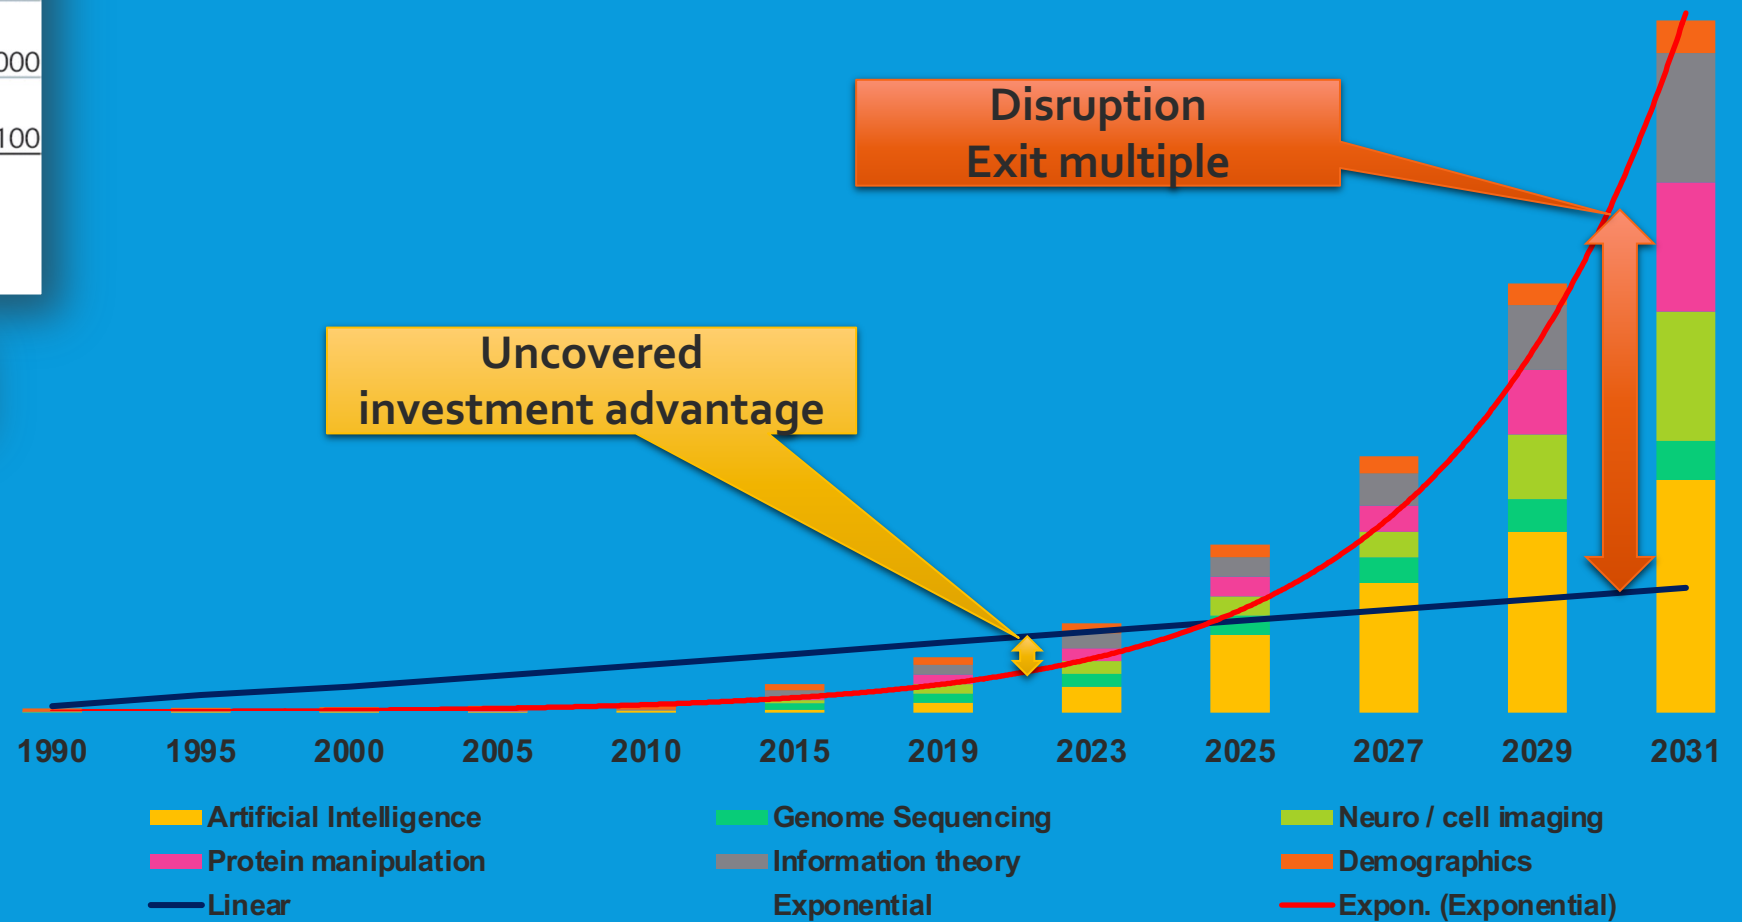 000
100
Disruption
Exit multiple
Uncovered
investment advantage
1990 1995 2000 2005 2010 2015 2019 2023 2025 2027 2029 2031
Artificial Intelligence Genome Sequencing Neuro / cell imaging
Protein manipulation Information theory Demographics
Linear Exponential Expon. (Exponential)